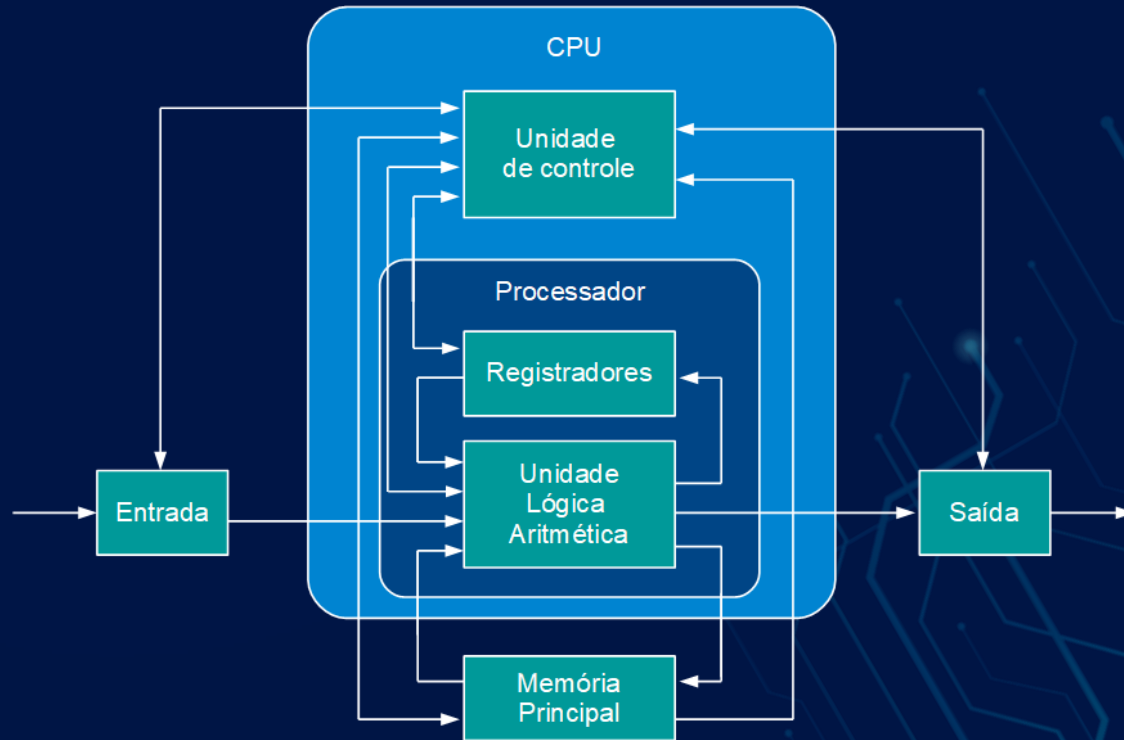 CPU
Unidade
de controle
Processador
Registradores
Unidade
Lógica
Aritmética
Entrada
Saída
Memória
Principal